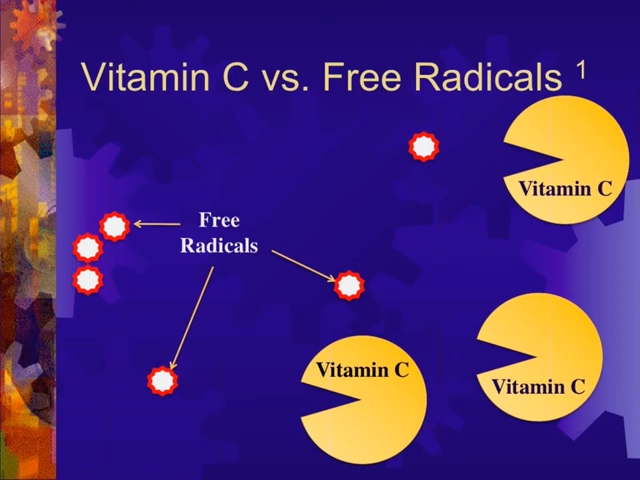 Vitamin C vs. Free Radicals 1
Vitamin C
Free
Radicals
Vitamin C
Vitamin C